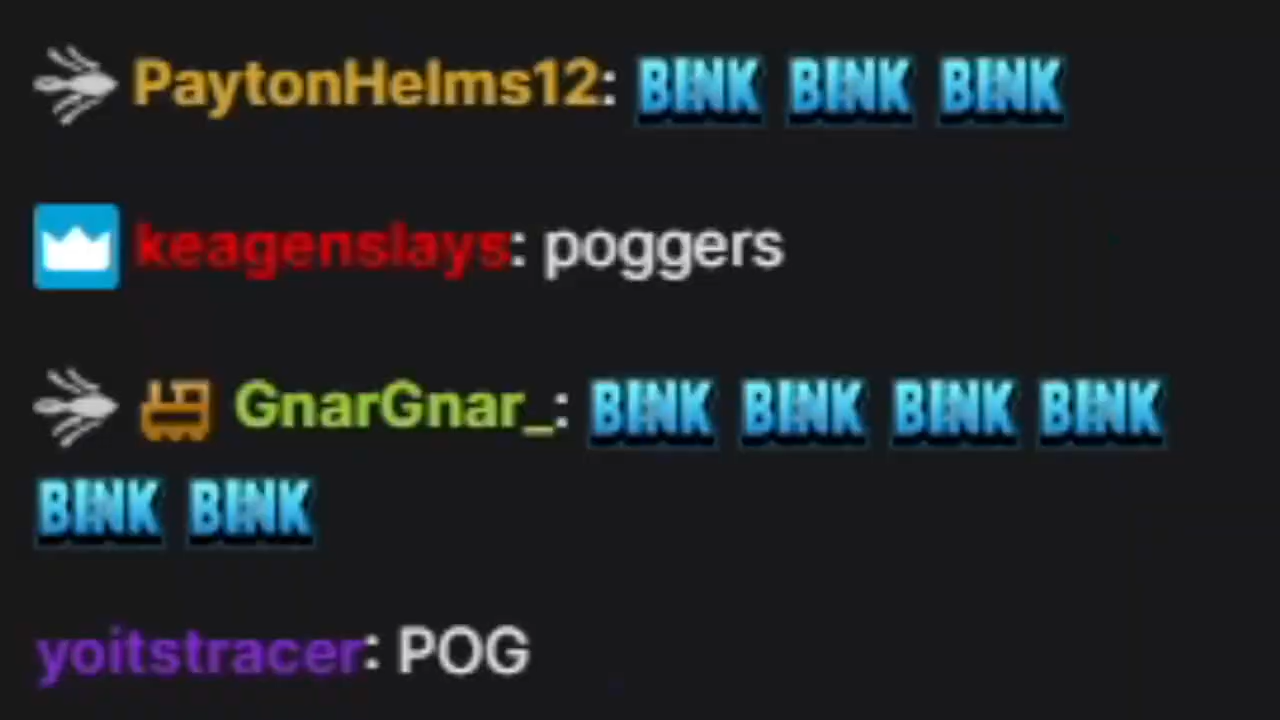 PaytonHelms12: BINK BINK BINK
keagenslays: poggers
GnarGnar_: BINK BINK BINK BINK
BINK BINK
yoitstracer: POG